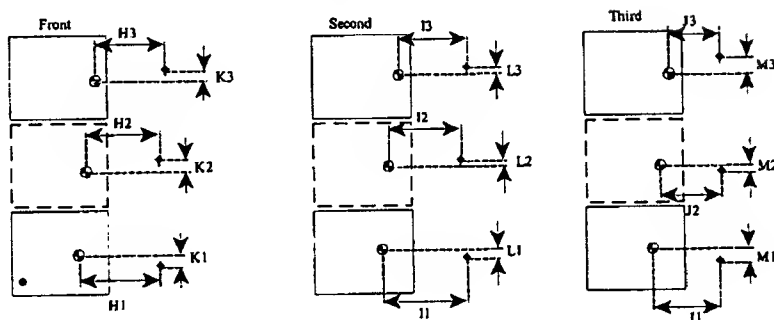 Front
Second
Third
H3
I3
J3
K3
L3
M3
H2
I2
K2
L2
M2
J2
K1
L1
M1
H1
I1
J1